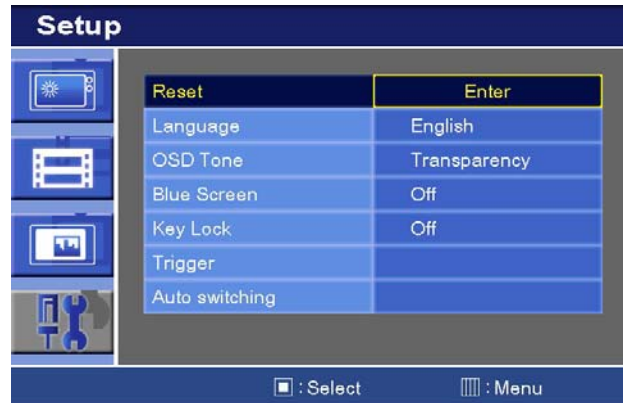 Setup
Reset Enter
Language English
OSD Tone Transparency
Blue Screen Off
Key Lock Off
Trigger
Auto switching
: Select : Menu